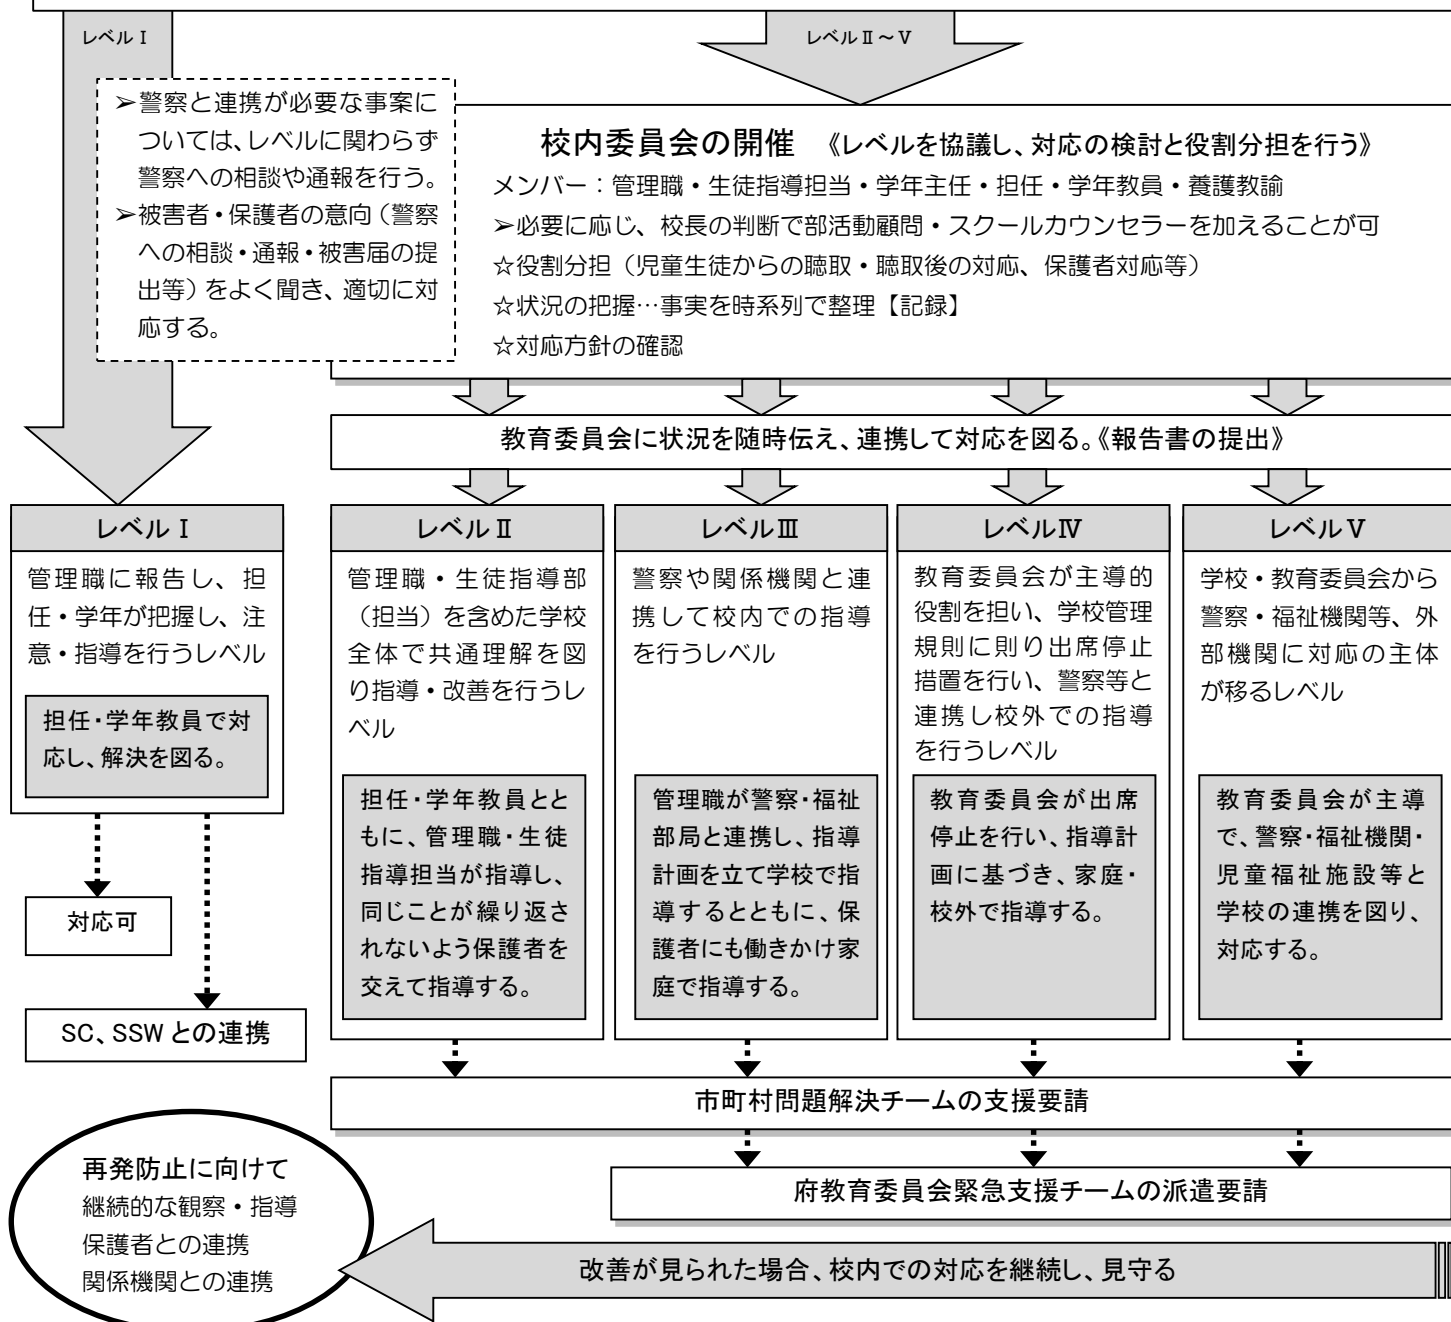 レベルⅠ
レベルⅡ～Ⅴ
➢警察と連携が必要な事案に
ついては、レベルに関わらず
警察への相談や通報を行う。
➢被害者・保護者の意向（警察
への相談・通報・被害届の提
出等）をよく聞き、適切に対
応する。
校内委員会の開催　《レベルを協議し、対応の検討と役割分担を行う》
メンバー：管理職・生徒指導担当・学年主任・担任・学年教員・養護教諭
➢必要に応じ、校長の判断で部活動顧問・スクールカウンセラーを加えることが可
☆役割分担（児童生徒からの聴取・聴取後の対応、保護者対応等）
☆状況の把握…事実を時系列で整理【記録】
☆対応方針の確認
教育委員会に状況を随時伝え、連携して対応を図る。《報告書の提出》
レベルⅠ
管理職に報告し、担
任・学年が把握し、注
意・指導を行うレベル
担任・学年教員で対
応し、解決を図る。
対応可
SC、SSWとの連携
レベルⅡ
管理職・生徒指導部
（担当）を含めた学校
全体で共通理解を図
り指導・改善を行うレ
ベル
担任・学年教員とと
もに、管理職・生徒
指導担当が指導し、
同じことが繰り返さ
れないよう保護者を
交えて指導する。
レベルⅢ
警察や関係機関と連
携して校内での指導
を行うレベル
管理職が警察・福祉
部局と連携し、指導
計画を立て学校で指
導するとともに、保
護者にも働きかけ家
庭で指導する。
レベルⅣ
教育委員会が主導的
役割を担い、学校管理
規則に則り出席停止
措置を行い、警察等と
連携し校外での指導
を行うレベル
教育委員会が出席
停止を行い、指導計
画に基づき、家庭・
校外で指導する。
レベルⅤ
学校・教育委員会から
警察・福祉機関等、外
部機関に対応の主体
が移るレベル
教育委員会が主導
で、警察・福祉機関・
児童福祉施設等と
学校の連携を図り、
対応する。
市町村問題解決チームの支援要請
府教育委員会緊急支援チームの派遣要請
改善が見られた場合、校内での対応を継続し、見守る
再発防止に向けて
継続的な観察・指導
保護者との連携
関係機関との連携